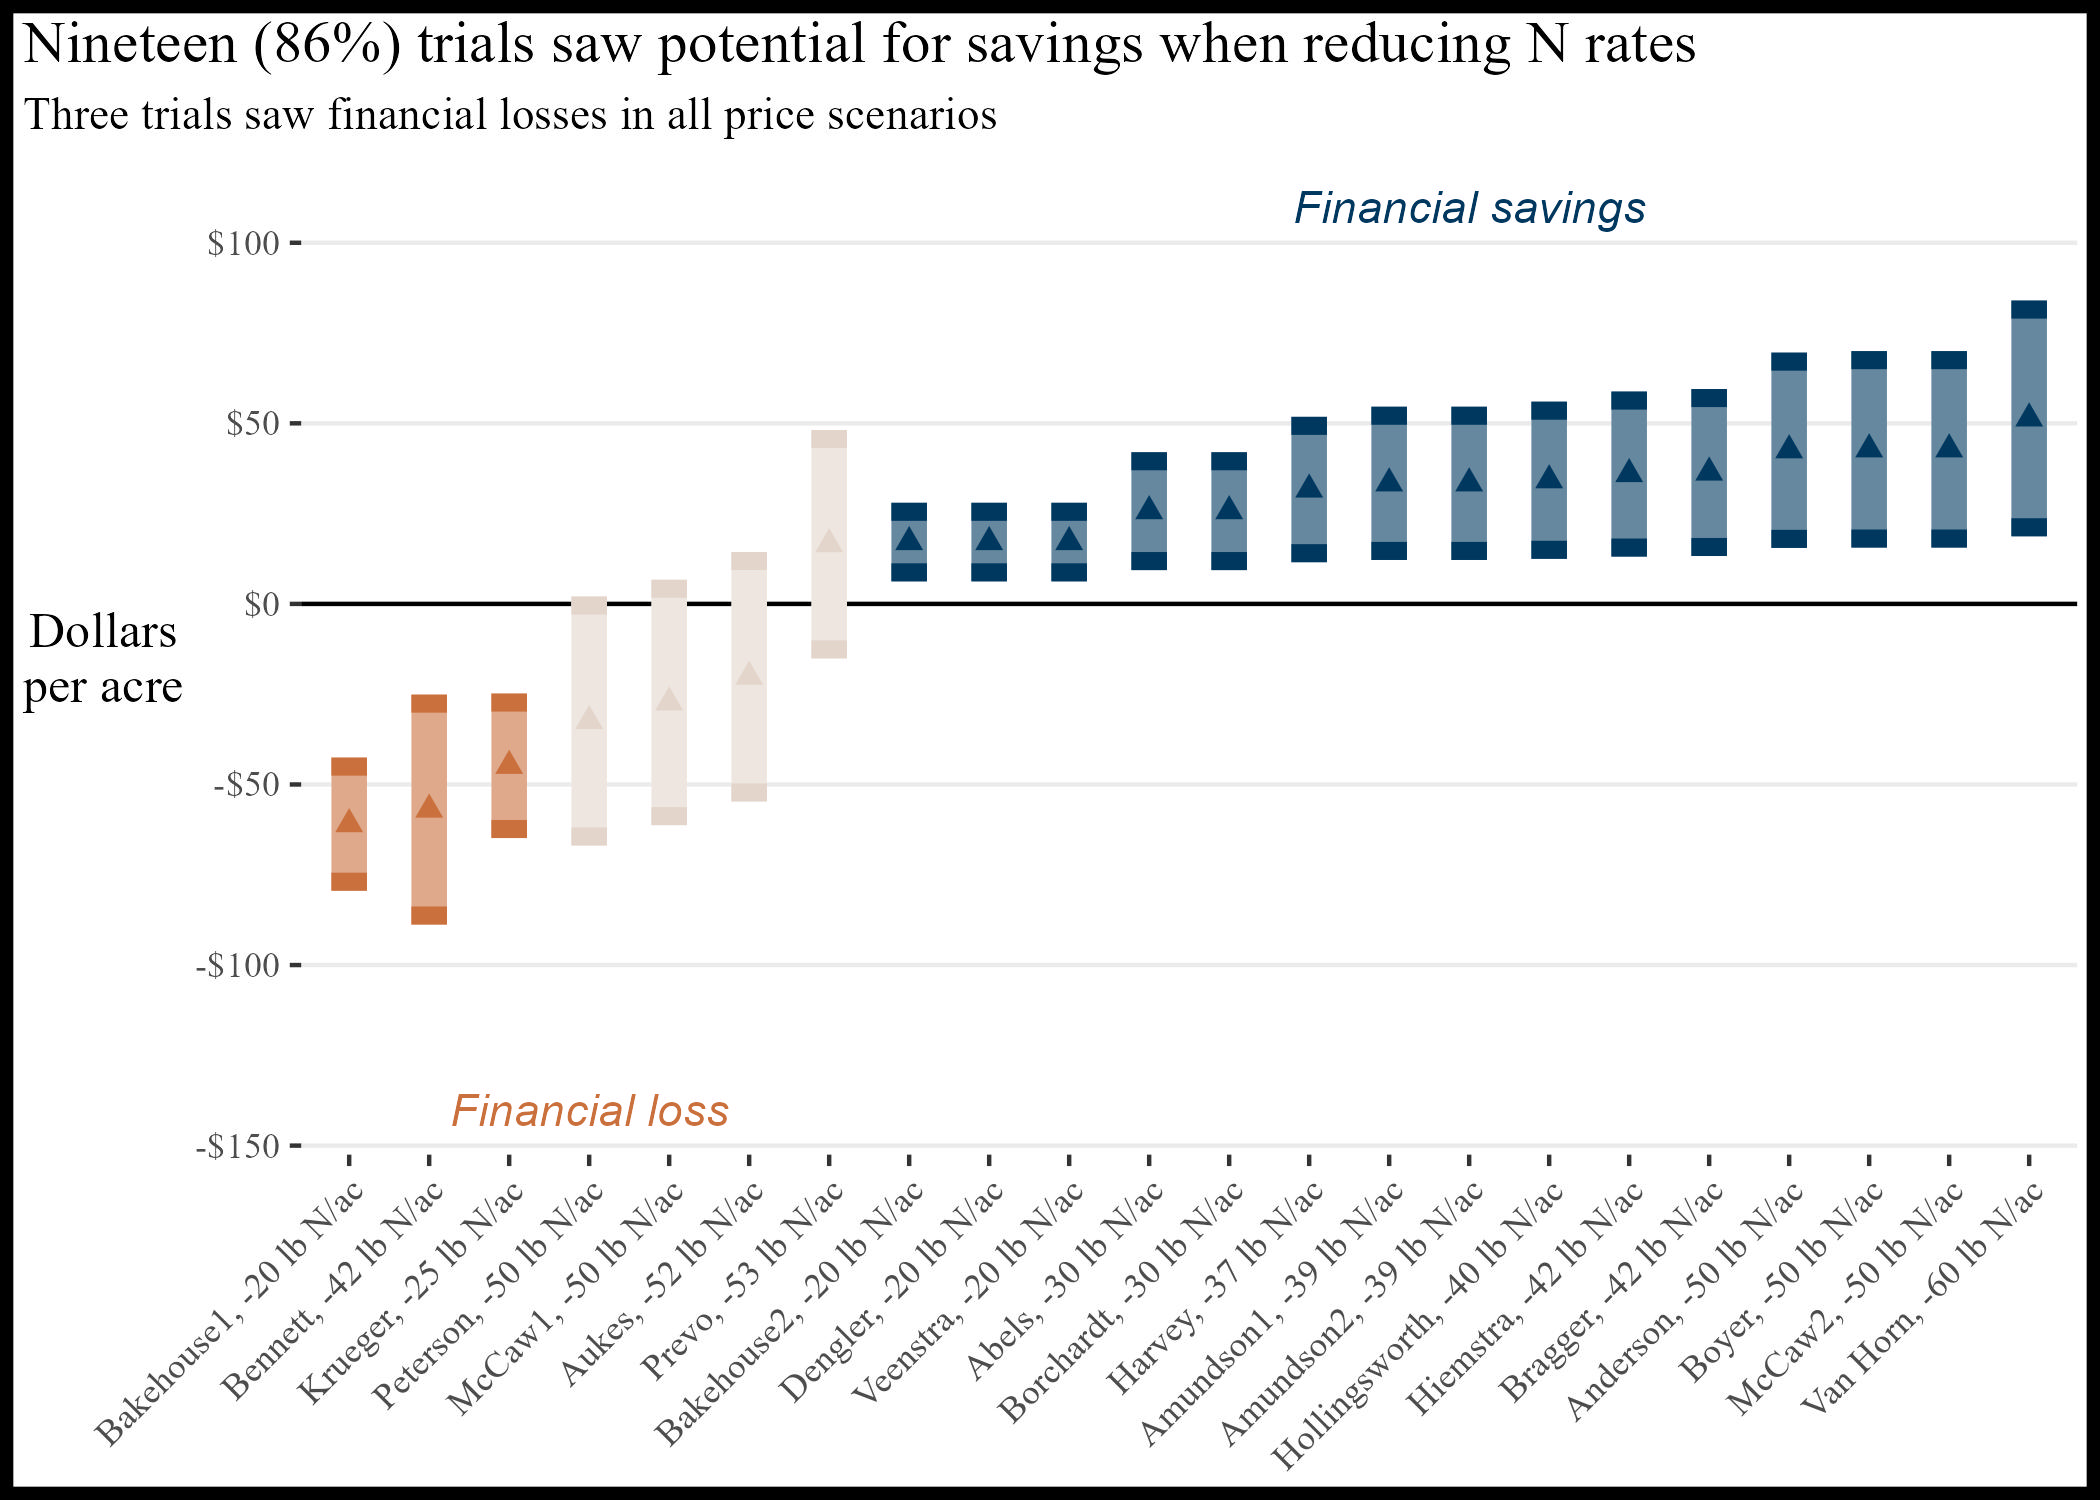 Nineteen (86%) trials saw potential for savings when reducing N rates
Three trials saw financial losses in all price scenarios
Financial savings
$100
$50
$0
Dollars
per acre
-$50
-$100
Financial loss
-$150
Bakehouse1, -20 lb N/ac
Bennett, -42 lb N/ac
Krueger, -25 lb N/ac
Peterson, -50 lb N/ac
McCaw1, -50 lb N/ac
Aukes, -52 lb N/ac
Prevo, -53 lb N/ac
Bakehouse2, -20 lb N/ac
Dengler, -20 lb N/ac
Veenstra, -20 lb N/ac
Abels, -30 lb N/ac
Borchardt, -30 lb N/ac
Harvey, -37 lb N/ac
Amundson1, -39 lb N/ac
Amundson2, -39 lb N/ac
Hollingsworth, -40 lb N/ac
Hiemstra, -42 lb N/ac
Bragger, -42 lb N/ac
Anderson, -50 lb N/ac
Boyer, -50 lb N/ac
McCaw2, -50 lb N/ac
Van Horn, -60 lb N/ac